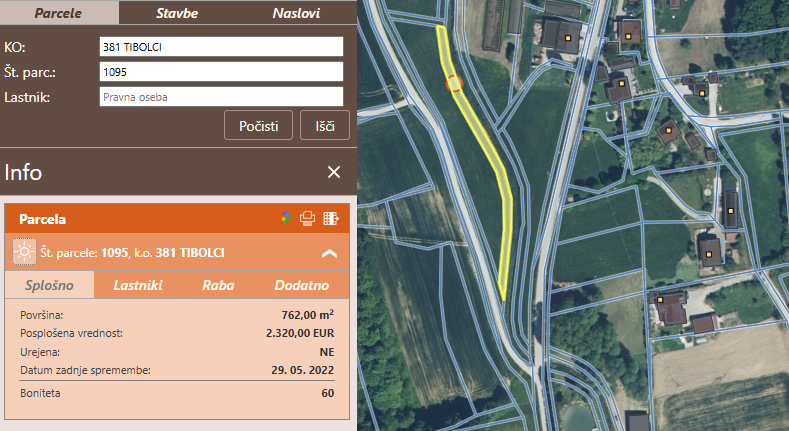 Parcele Stavbe Naslovi
KO: 381 TIBOLCI
Št. parc.: 1095
Lastnik: Pravna oseba
Počisti Išči
Info
Parcela
Št. parcele: 1095, k.o. 381 TIBOLCI
Splošno Lastniki Raba Dodatno
Površina: 762,00 m²
Posplošena vrednost: 2.320,00 EUR
Urejena: NE
Datum zadnje spremembe: 29. 05. 2022
Boniteta 60